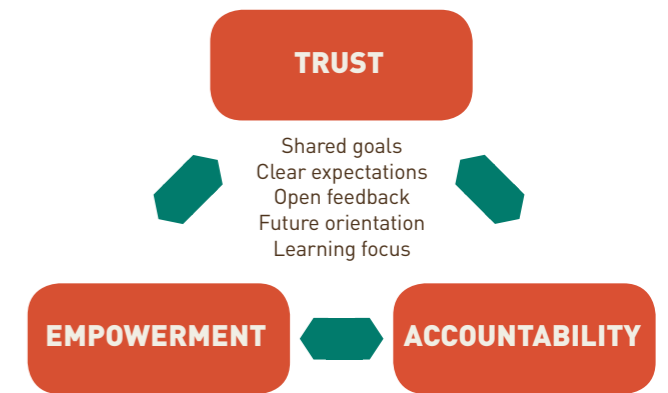 TRUST
Shared goals
Clear expectations
Open feedback
Future orientation
Learning focus
EMPOWERMENT
ACCOUNTABILITY